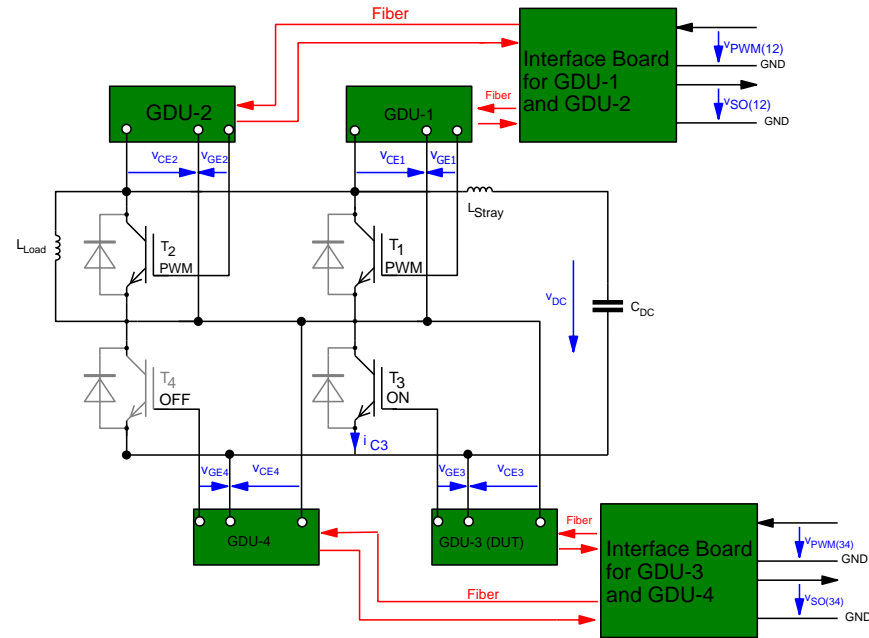 Fiber
Interface Board
for GDU-1
and GDU-2
vPWM(12)
GND
vSO(12)
GND
GDU-2
GDU-1
Fiber
vCE2
vGE2
vCE1
vGE1
LStray
LLoad
T2
PWM
T1
PWM
vDC
CDC
T4
OFF
T3
ON
iC3
vGE4
vCE4
vGE3
vCE3
GDU-4
GDU-3 (DUT)
Fiber
Interface Board
for GDU-3
and GDU-4
vPWM(34)
GND
vSO(34)
GND
Fiber